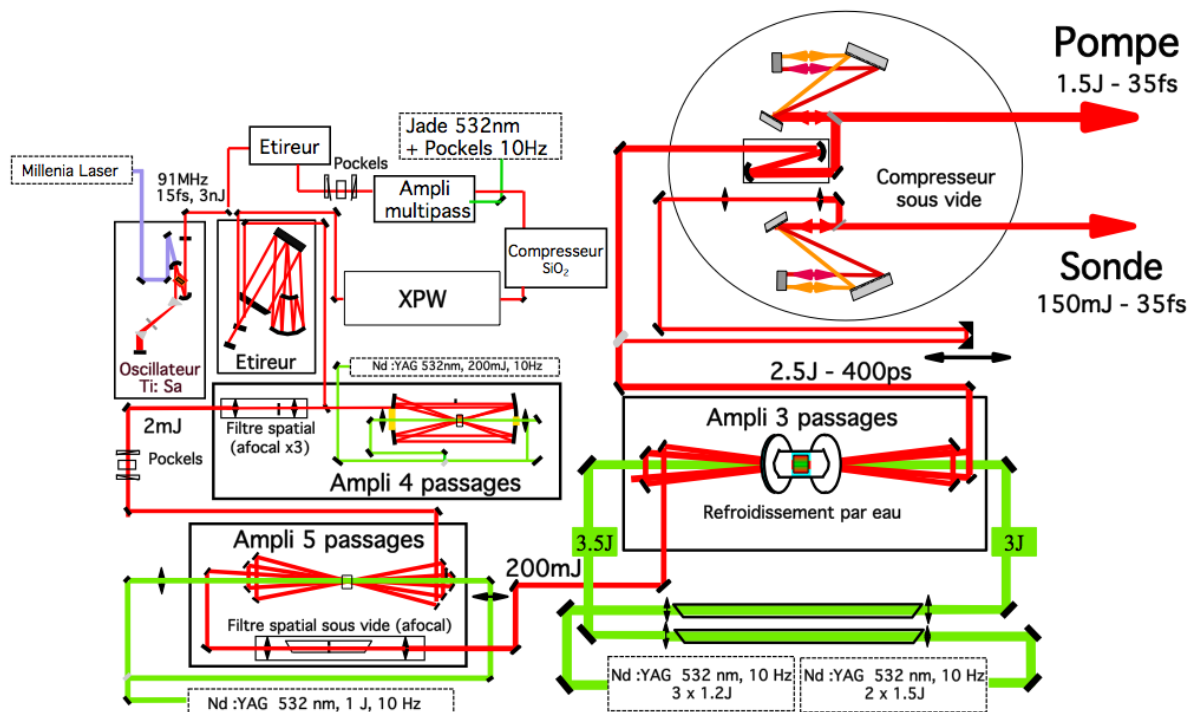 Pompe
1.5J - 35fs
Jade 532nm
+ Pockels 10Hz
Etireur
Pockels
Millenia Laser
91MHz
15fs, 3nJ
Ampli
multipass
Compresseur
sous vide
Compresseur
SiO2
XPW
Sonde
150mJ - 35fs
Oscillateur
Ti: Sa
Etireur
Nd :YAG 532nm, 200mJ, 10Hz
2.5J - 400ps
2mJ
Filtre spatial
(afocal x3)
Pockels
Ampli 4 passages
Ampli 3 passages
Refroidissement par eau
Ampli 5 passages
3.5J
3J
200mJ
Filtre spatial sous vide (afocal)
Nd :YAG 532 nm, 10 Hz
3 x 1.2J
Nd :YAG 532 nm, 10 Hz
2 x 1.5J
Nd :YAG 532 nm, 1 J, 10 Hz